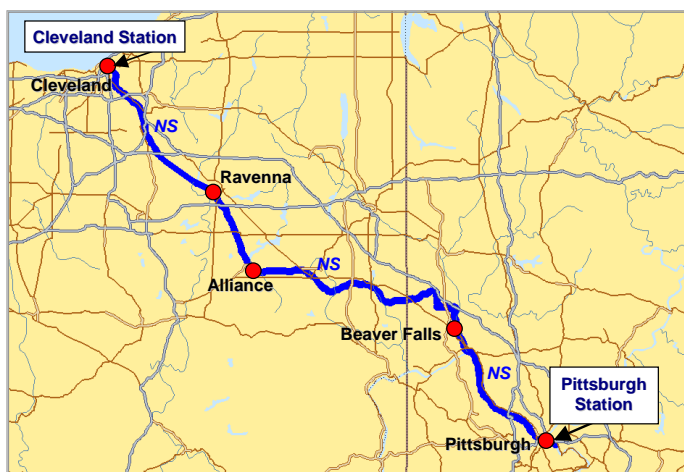 Cleveland Station
Cleveland
NS
Ravenna
NS
Alliance
Beaver Falls
NS
Pittsburgh
Station
Pittsburgh